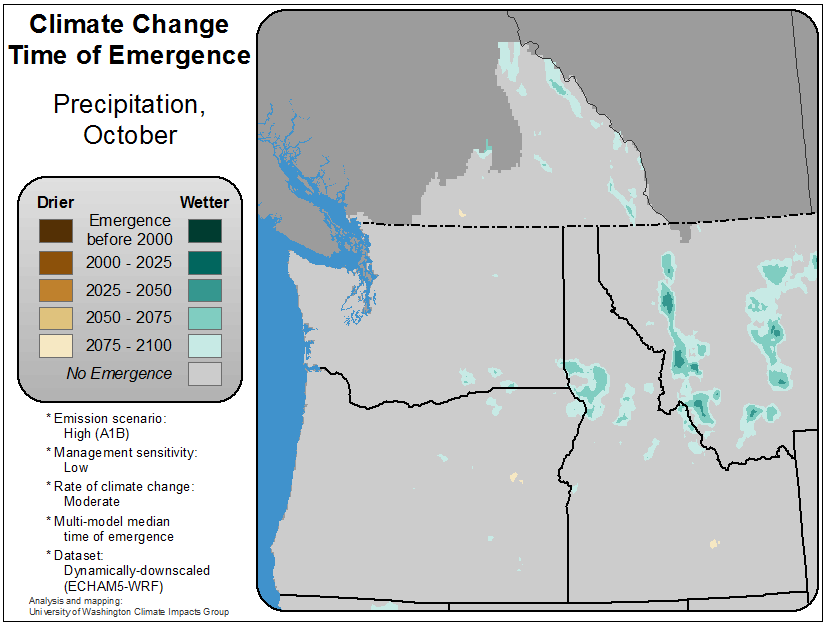 Climate Change
Time of Emergence
Precipitation,
October
Drier Wetter
Emergence
before 2000
2000 - 2025
2025 - 2050
2050 - 2075
2075 - 2100
No Emergence
* Emission scenario:
High (A1B)
* Management sensitivity:
Low
* Rate of climate change:
Moderate
* Multi-model median
time of emergence
* Dataset:
Dynamically-downscaled
(ECHAM5-WRF)
Analysis and mapping:
University of Washington Climate Impacts Group